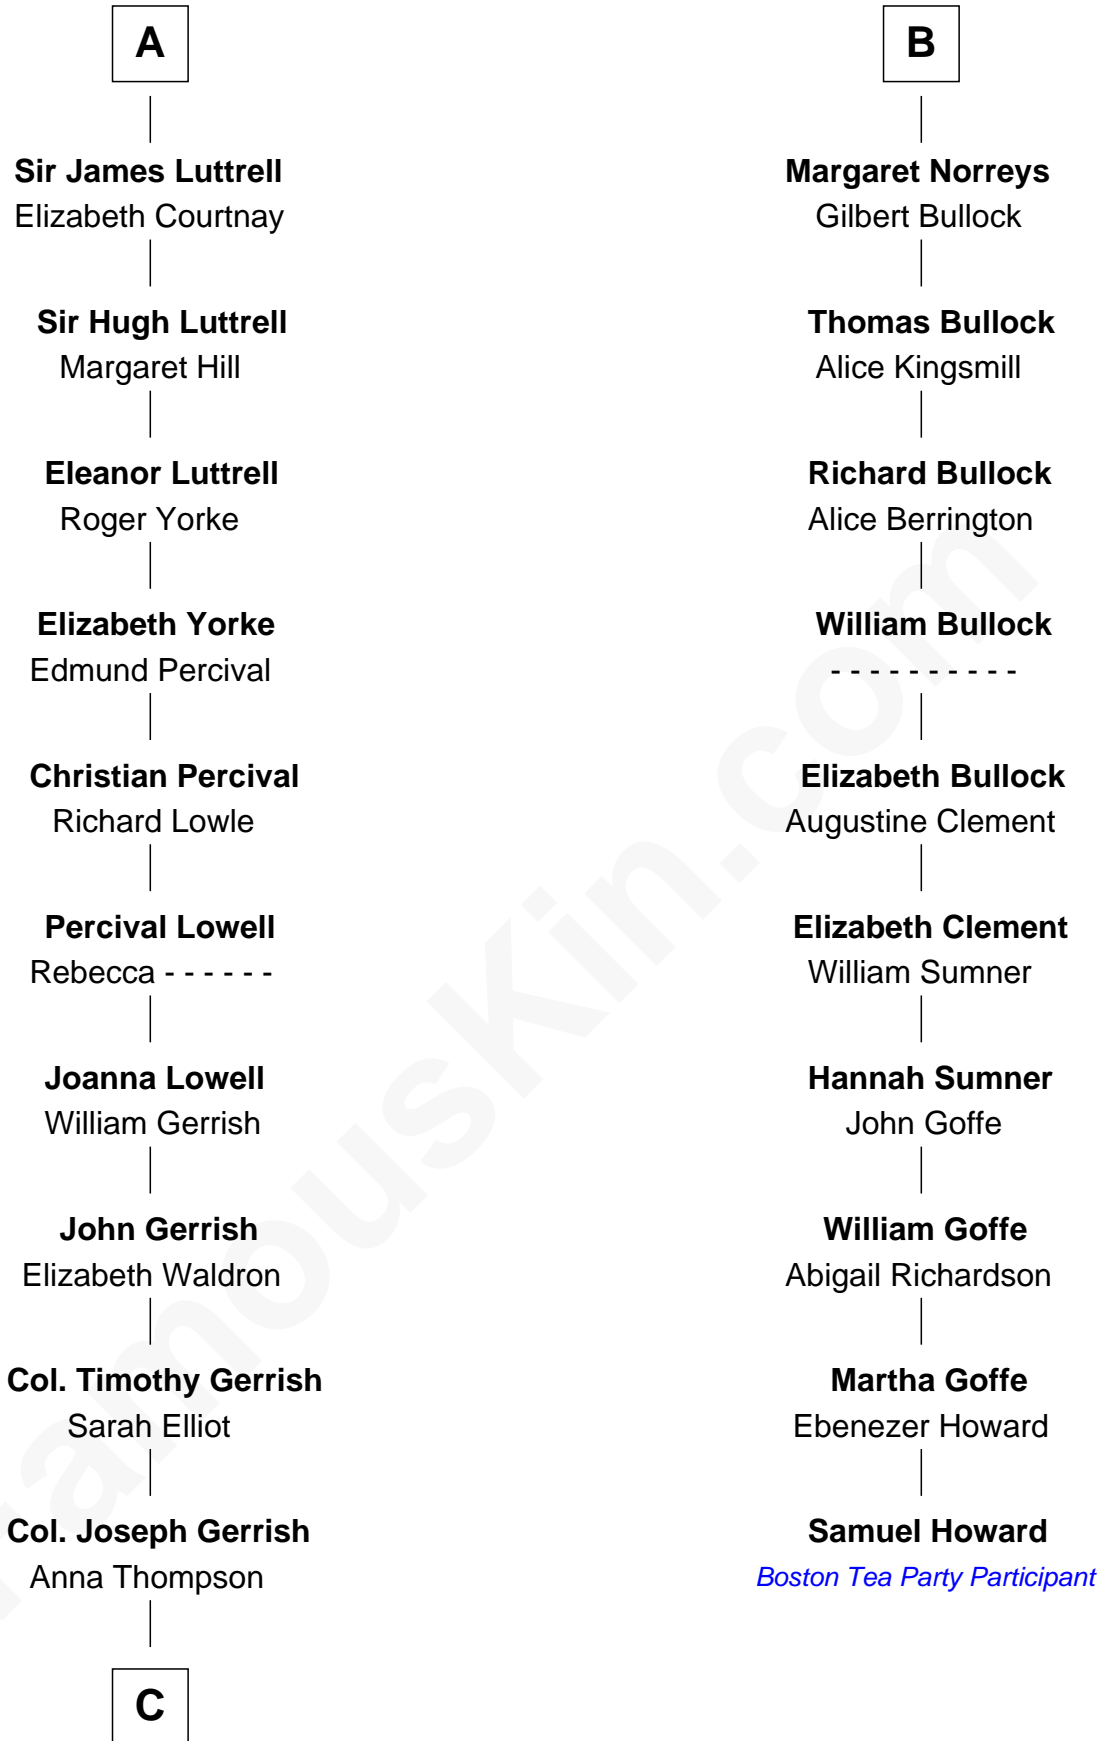 A
Sir James Luttrell
Elizabeth Courtnay
Sir Hugh Luttrell
Margaret Hill
Eleanor Luttrell
Roger Yorke
Elizabeth Yorke
Edmund Percival
Christian Percival
Richard Lowle
Percival Lowell
Rebecca - - - - - -
Joanna Lowell
William Gerrish
John Gerrish
Elizabeth Waldron
Col. Timothy Gerrish
Sarah Elliot
Col. Joseph Gerrish
Anna Thompson
C
B
Margaret Norreys
Gilbert Bullock
Thomas Bullock
Alice Kingsmill
Richard Bullock
Alice Berrington
William Bullock
- - - - - - - - - -
Elizabeth Bullock
Augustine Clement
Elizabeth Clement
William Sumner
Hannah Sumner
John Goffe
William Goffe
Abigail Richardson
Martha Goffe
Ebenezer Howard
Samuel Howard
Boston Tea Party Participant
FamousKin.com